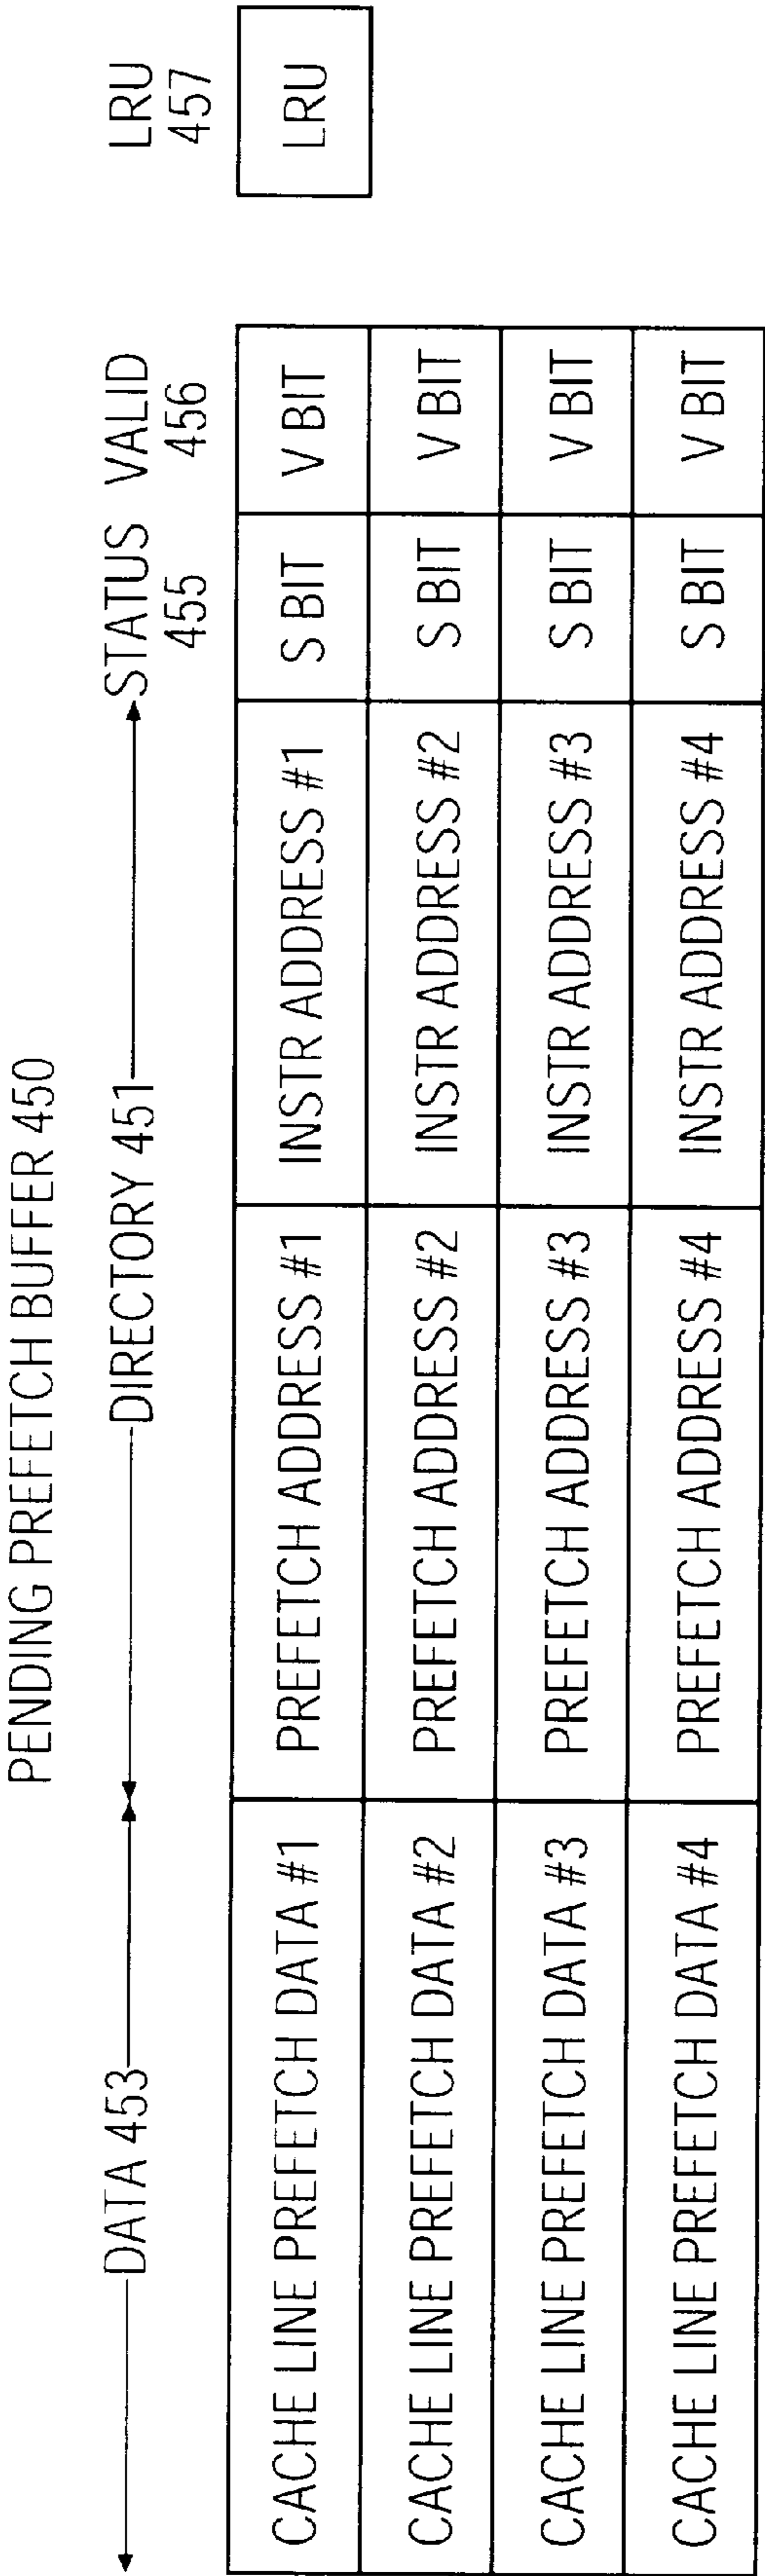 PENDING PREFETCH BUFFER 450
DATA 453 DIRECTORY 451 STATUS VALID LRU
455 456 457
CACHE LINE PREFETCH DATA #1 PREFETCH ADDRESS #1 INSTR ADDRESS #1 S BIT V BIT LRU
CACHE LINE PREFETCH DATA #2 PREFETCH ADDRESS #2 INSTR ADDRESS #2 S BIT V BIT
CACHE LINE PREFETCH DATA #3 PREFETCH ADDRESS #3 INSTR ADDRESS #3 S BIT V BIT
CACHE LINE PREFETCH DATA #4 PREFETCH ADDRESS #4 INSTR ADDRESS #4 S BIT V BIT